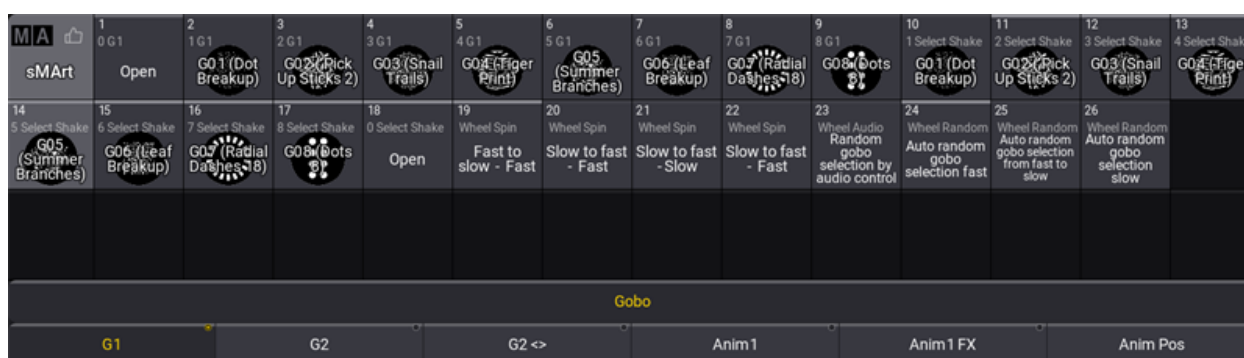 MA
sMArt
1
0 G1
Open
2
1 G1
G01 (Dot
Breakup)
3
2 G1
G02 (Pick
Up Sticks 2)
4
3 G1
G03 (Snail
Trails)
5
4 G1
G04 (Tiger
Print)
6
5 G1
G05
(Summer
Branches)
7
6 G1
G06 (Leaf
Breakup)
8
7 G1
G07 (Radial
Dashes 18)
9
8 G1
G08 (Dots
8)
10
1 Select Shake
G01 (Dot
Breakup)
11
2 Select Shake
G02 (Pick
Up Sticks 2)
12
3 Select Shake
G03 (Snail
Trails)
13
4 Select Shak
G04 (Tige
Print)
14
5 Select Shake
G05
(Summer
Branches)
15
6 Select Shake
G06 (Leaf
Breakup)
16
7 Select Shake
G07 (Radial
Dashes 18)
17
8 Select Shake
G08 (Dots
8)
18
0 Select Shake
Open
19
Wheel Spin
Fast to
slow - Fast
20
Wheel Spin
Slow to fast
- Fast
21
Wheel Spin
Slow to fast
- Slow
22
Wheel Spin
Slow to fast
- Fast
23
Wheel Audio
Random
gobo
selection by
audio control
24
Wheel Random
Auto random
gobo
selection fast
25
Wheel Random
Auto random
gobo selection
from fast to
slow
26
Wheel Random
Auto random
gobo
selection
slow
Gobo
G1
G2
G2 <>
Anim1
Anim1 FX
Anim Pos